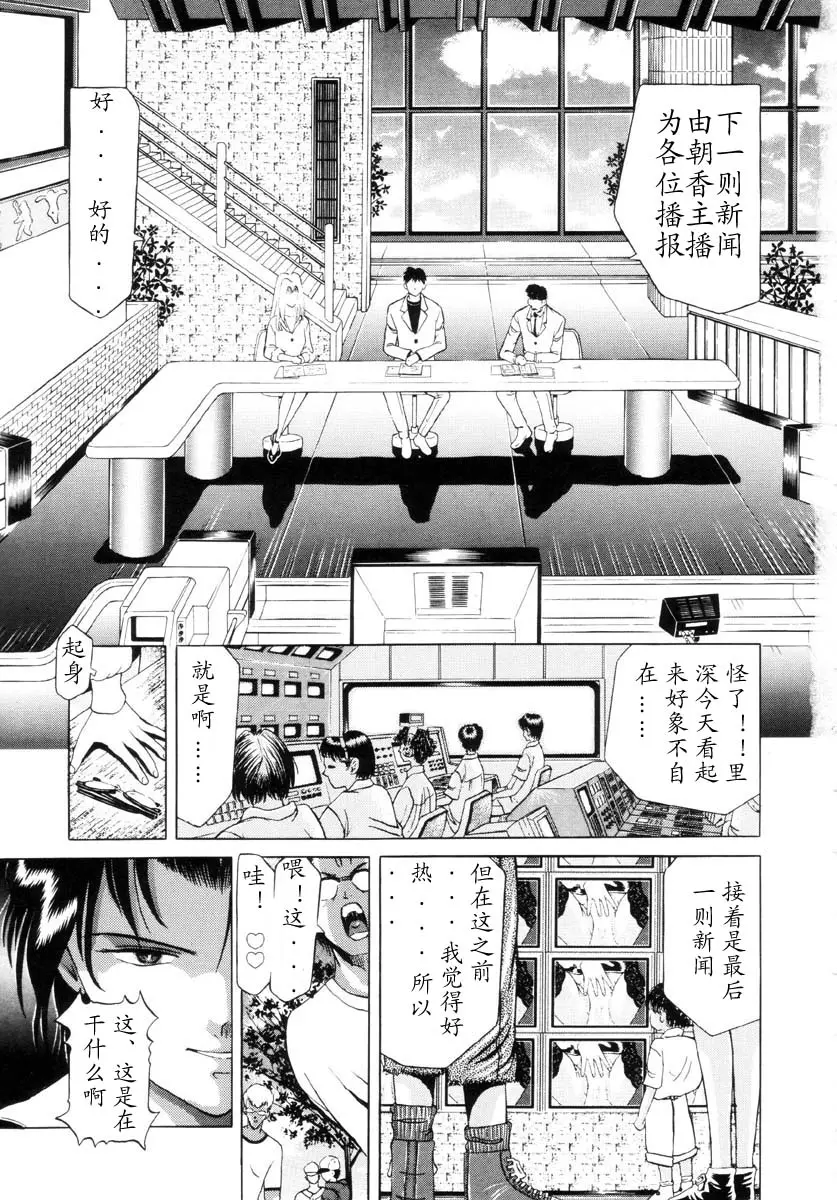 下一则新闻
由朝香主播
为各位播报
好....好的....
怪了!!里
深今天看起
来好象不自
在......
就是啊......
起身
接着是最后
一则新闻
但在这之前
...我觉得好
热....所以
....
喂!这...
哇!♡♡
这、这是在
干什么啊